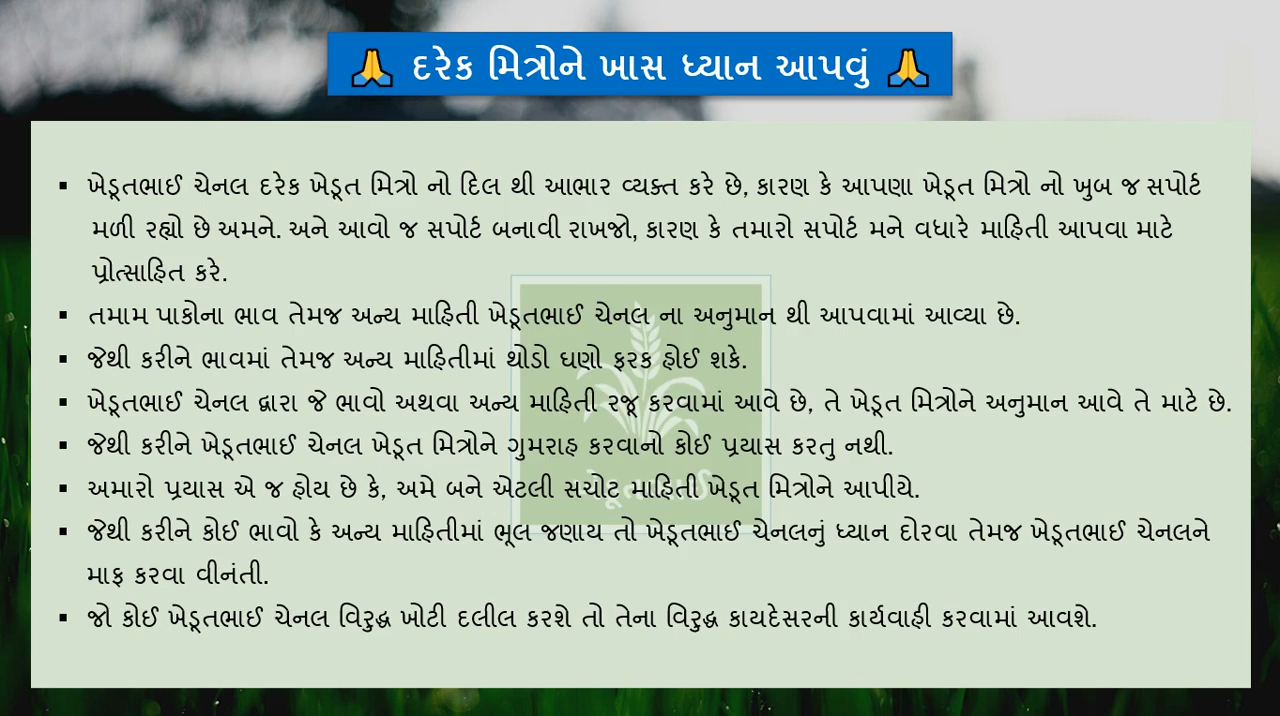 🙏 દરેક મિત્રોને ખાસ ધ્યાન આપવું 🙏
▪ ખેડૂતભાઈ ચેનલ દરેક ખેડૂત મિત્રો નો દિલ થી આભાર વ્યક્ત કરે છે, કારણ કે આપણા ખેડૂત મિત્રો નો ખુબ જ સપોર્ટ
મળી રહ્યો છે અમને. અને આવો જ સપોર્ટ બનાવી રાખજો, કારણ કે તમારો સપોર્ટ મને વધારે માહિતી આપવા માટે
પ્રોત્સાહિત કરે.
▪ તમામ પાકોના ભાવ તેમજ અન્ય માહિતી ખેડૂતભાઈ ચેનલ ના અનુમાન થી આપવામાં આવ્યા છે.
▪ જેથી કરીને ભાવમાં તેમજ અન્ય માહિતીમાં થોડો ઘણો ફરક હોઈ શકે.
▪ ખેડૂતભાઈ ચેનલ દ્વારા જે ભાવો અથવા અન્ય માહિતી રજૂ કરવામાં આવે છે, તે ખેડૂત મિત્રોને અનુમાન આવે તે માટે છે.
▪ જેથી કરીને ખેડૂતભાઈ ચેનલ ખેડૂત મિત્રોને ગુમરાહ કરવાનો કોઈ પ્રયાસ કરતુ નથી.
▪ અમારો પ્રયાસ એ જ હોય છે કે, અમે બને એટલી સચોટ માહિતી ખેડૂત મિત્રોને આપીયે.
▪ જેથી કરીને કોઈ ભાવો કે અન્ય માહિતીમાં ભૂલ જણાય તો ખેડૂતભાઈ ચેનલનું ધ્યાન દોરવા તેમજ ખેડૂતભાઈ ચેનલને
માફ કરવા વીનંતી.
▪ જો કોઈ ખેડૂતભાઈ ચેનલ વિરુદ્ધ ખોટી દલીલ કરશે તો તેના વિરુદ્ધ કાયદેસરની કાર્યવાહી કરવામાં આવશે.